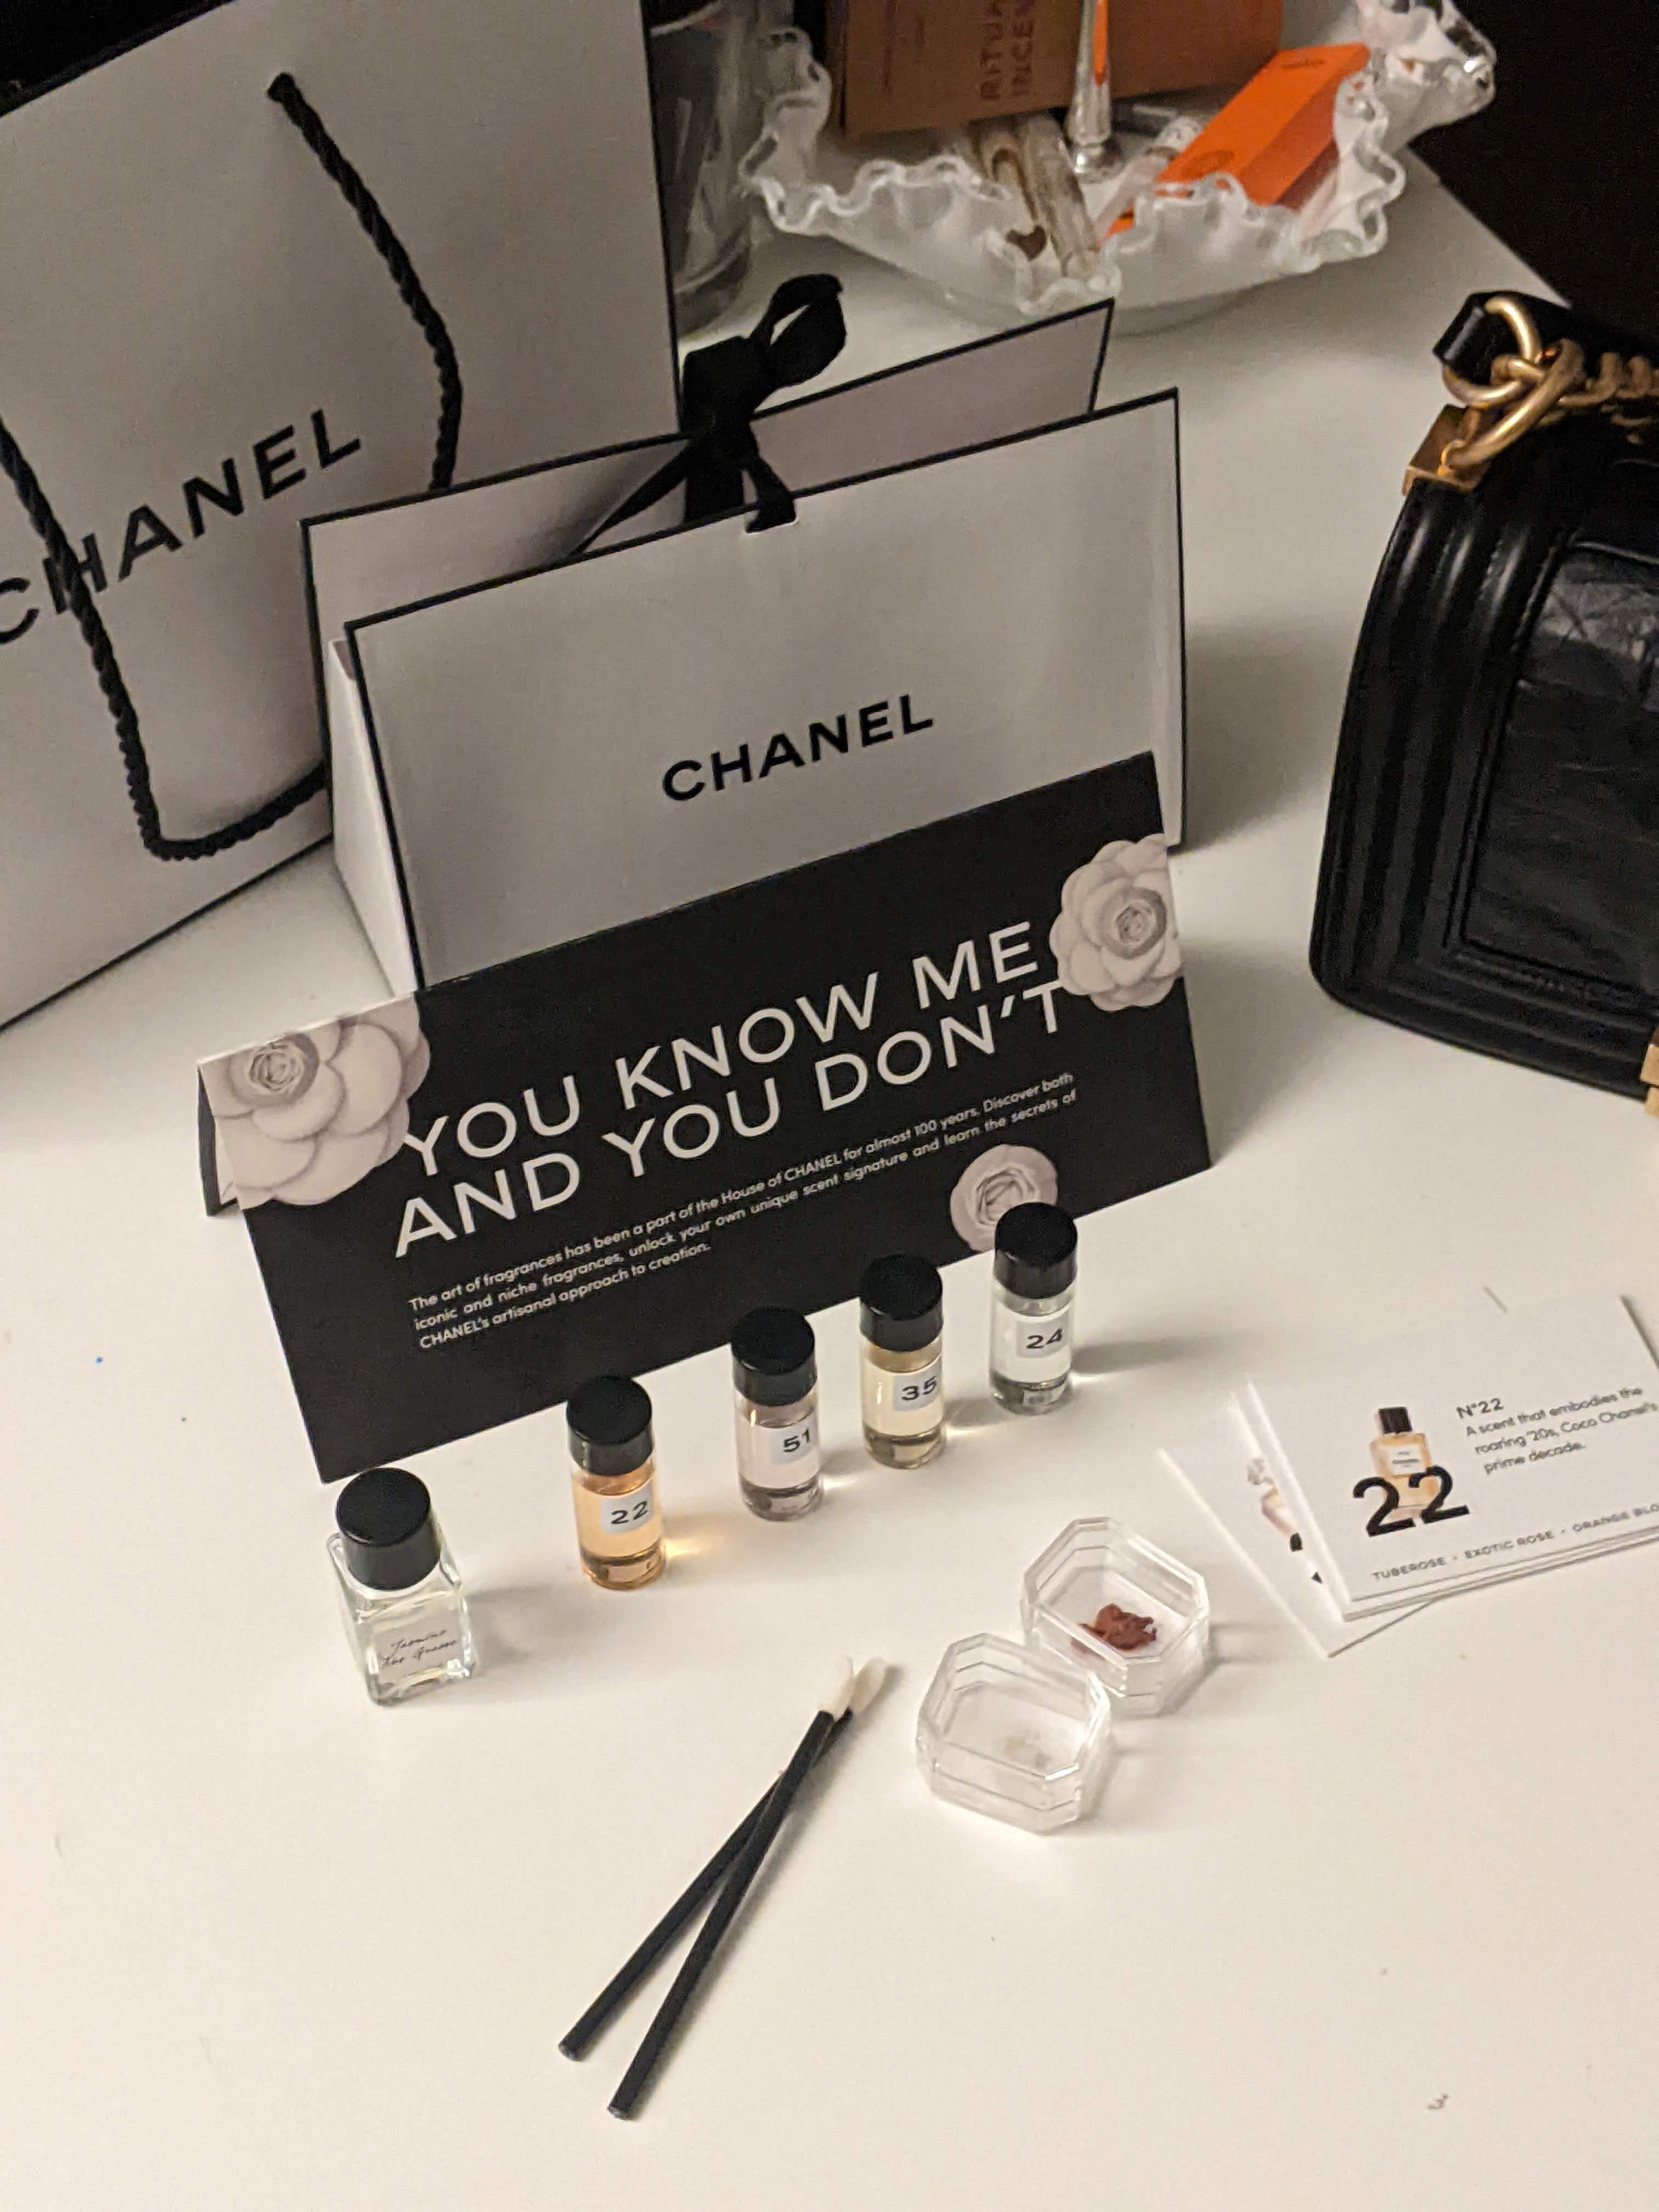 RITUA
INCEN
CHANEL
CHANEL
YOU KNOW ME
AND YOU DON'T
The art of fragrances has been a part of the House of CHANEL for almost 100 years. Discover both
iconic and niche fragrances, unlock your own unique scent signature and learn the secrets of
CHANEL's artisanal approach to creation.
24
35
51
22
Jasmine
N°22
A scent that embodies the
roaring '20s, Coco Chanel's
prime decade.
22
TUBEROSE • EXOTIC ROSE • ORANGE BLO